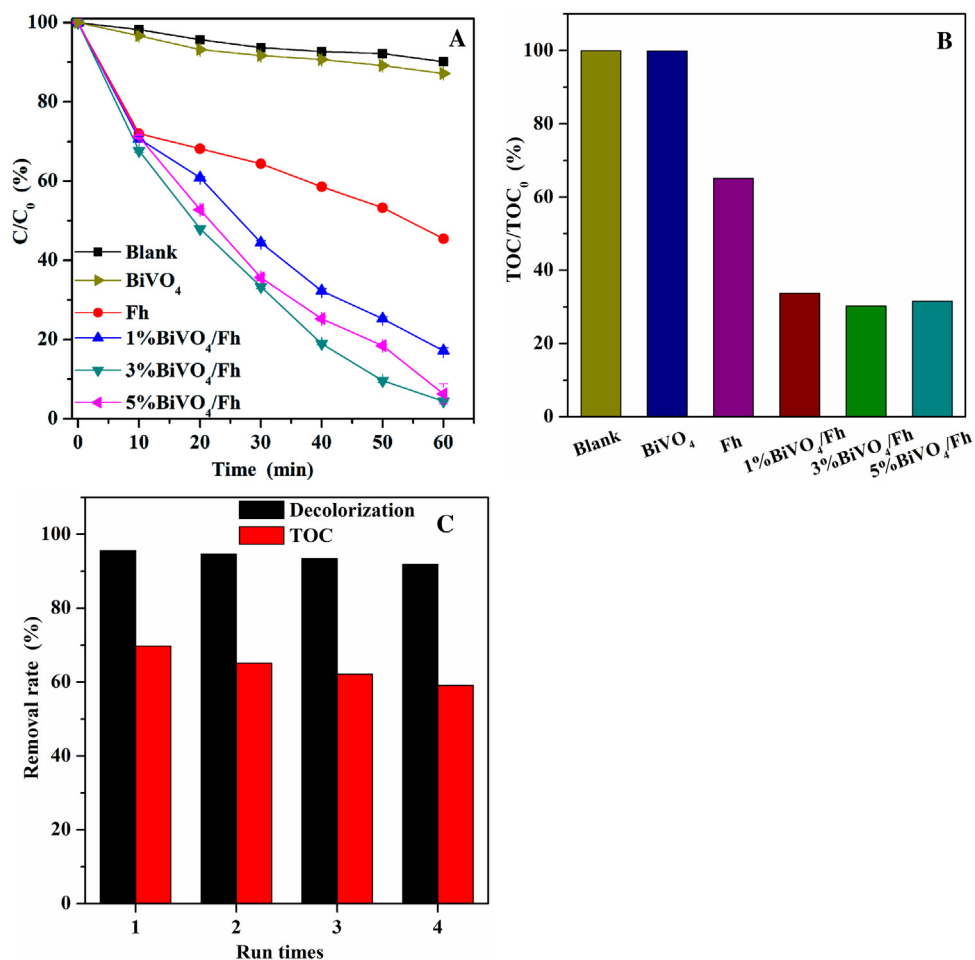 A
C/C₀ (%)
100
80
60
40
20
0
Blank
BiVO₄
Fh
1%BiVO₄/Fh
3%BiVO₄/Fh
5%BiVO₄/Fh
0 10 20 30 40 50 60
Time (min)
B
TOC/TOC₀ (%)
100
80
60
40
20
0
Blank BiVO₄ Fh 1%BiVO₄/Fh 3%BiVO₄/Fh 5%BiVO₄/Fh
C
Decolorization
TOC
Removal rate (%)
100
80
60
40
20
0
1 2 3 4
Run times